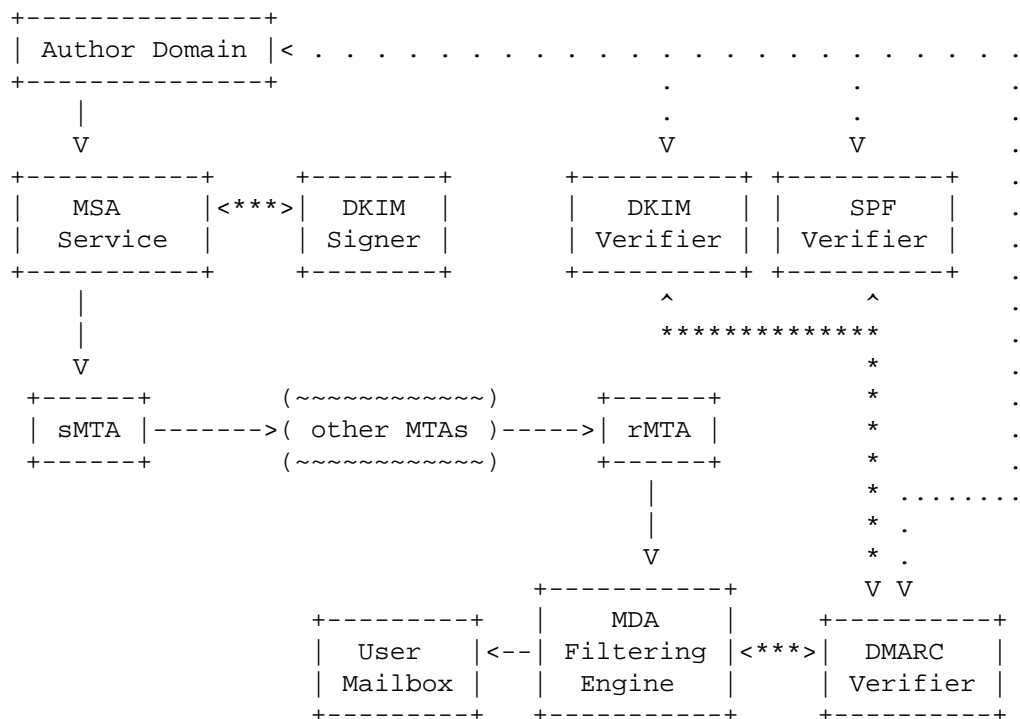 Author Domain
MSA DKIM DKIM SPF
Service Signer Verifier Verifier
sMTA other MTAs rMTA
MDA
User Filtering DMARC
Mailbox Engine Verifier